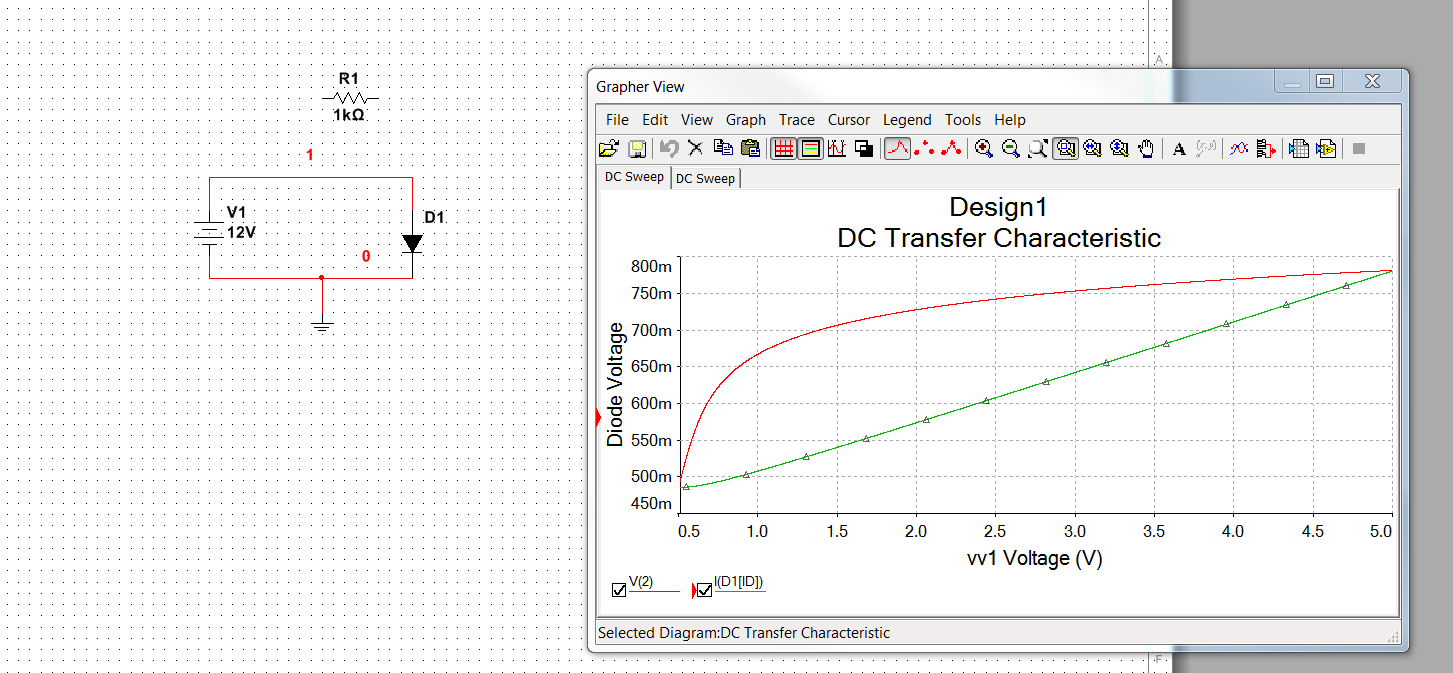 R1
1kΩ
1
V1
12V
D1
0
A
F
Grapher View
File Edit View Graph Trace Cursor Legend Tools Help
A
DC Sweep DC Sweep
Design1
DC Transfer Characteristic
Diode Voltage
800m
750m
700m
650m
600m
550m
500m
450m
0.5 1.0 1.5 2.0 2.5 3.0 3.5 4.0 4.5 5.0
vv1 Voltage (V)
V(2) I(D1[ID])
Selected Diagram:DC Transfer Characteristic